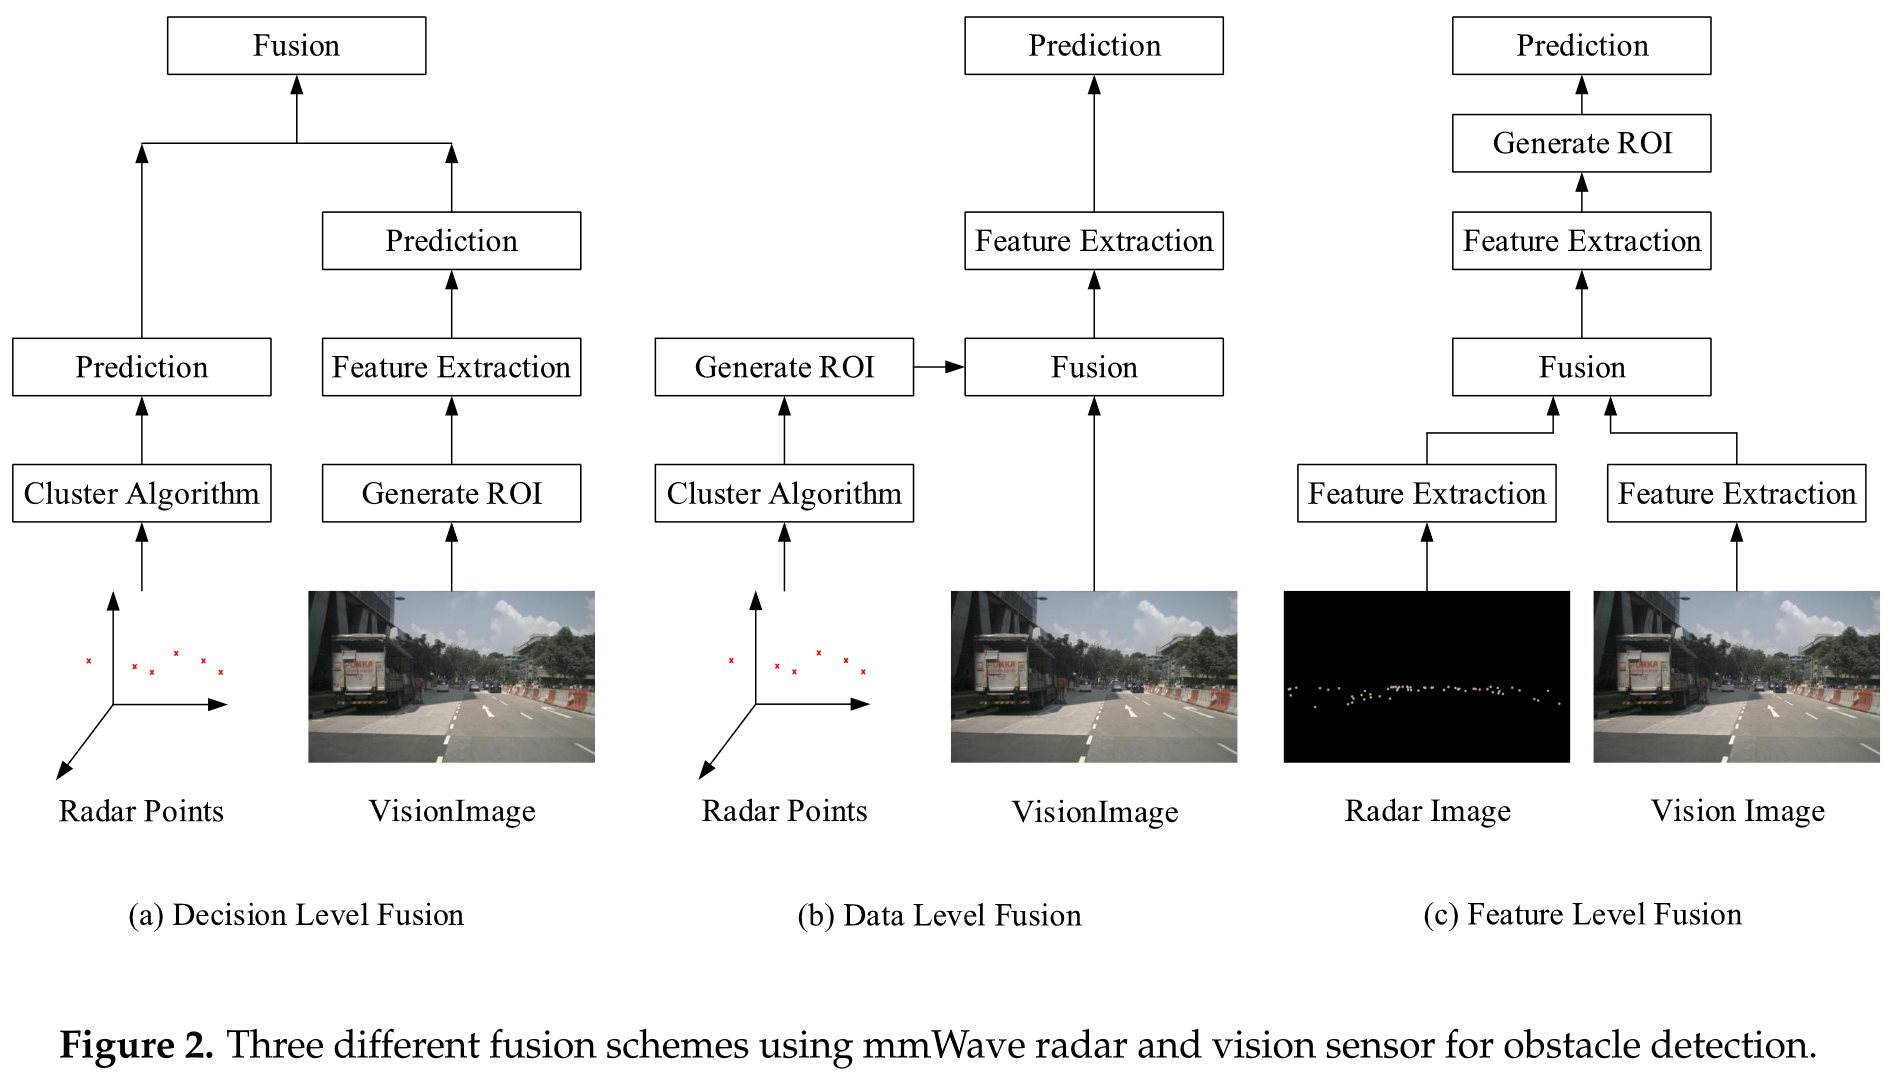 Fusion
Prediction
Prediction
Cluster Algorithm
Prediction
Feature Extraction
Generate ROI
Radar Points
VisionImage
(a) Decision Level Fusion
Prediction
Feature Extraction
Generate ROI
Fusion
Cluster Algorithm
Radar Points
VisionImage
(b) Data Level Fusion
Prediction
Generate ROI
Feature Extraction
Fusion
Feature Extraction
Feature Extraction
Radar Image
Vision Image
(c) Feature Level Fusion
Figure 2. Three different fusion schemes using mmWave radar and vision sensor for obstacle detection.